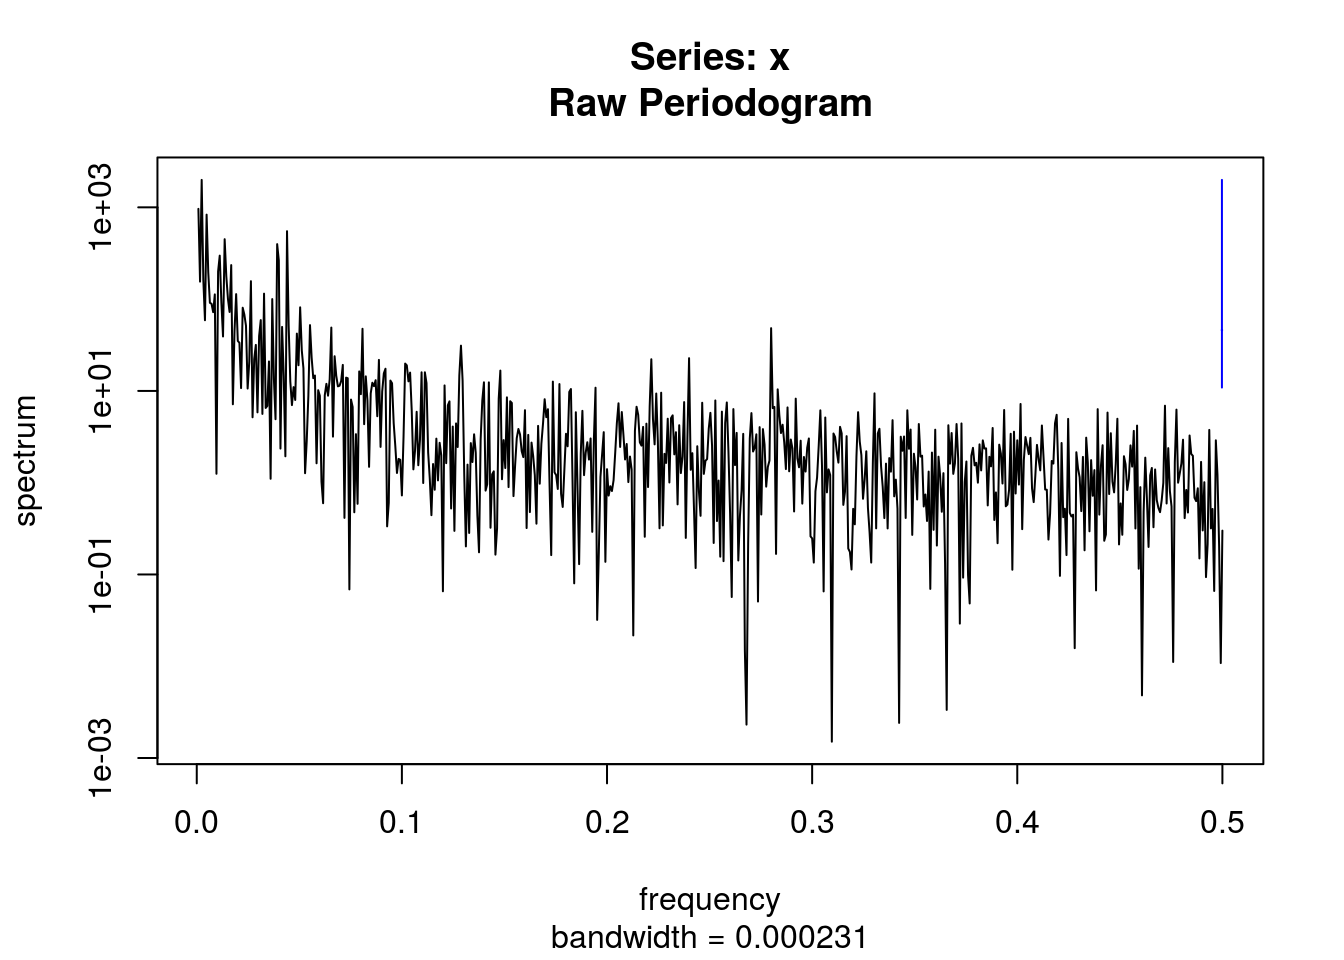 Series: x
Raw Periodogram
spectrum
1e+03
1e+01
1e-01
1e-03
0.0 0.1 0.2 0.3 0.4 0.5
frequency
bandwidth = 0.000231